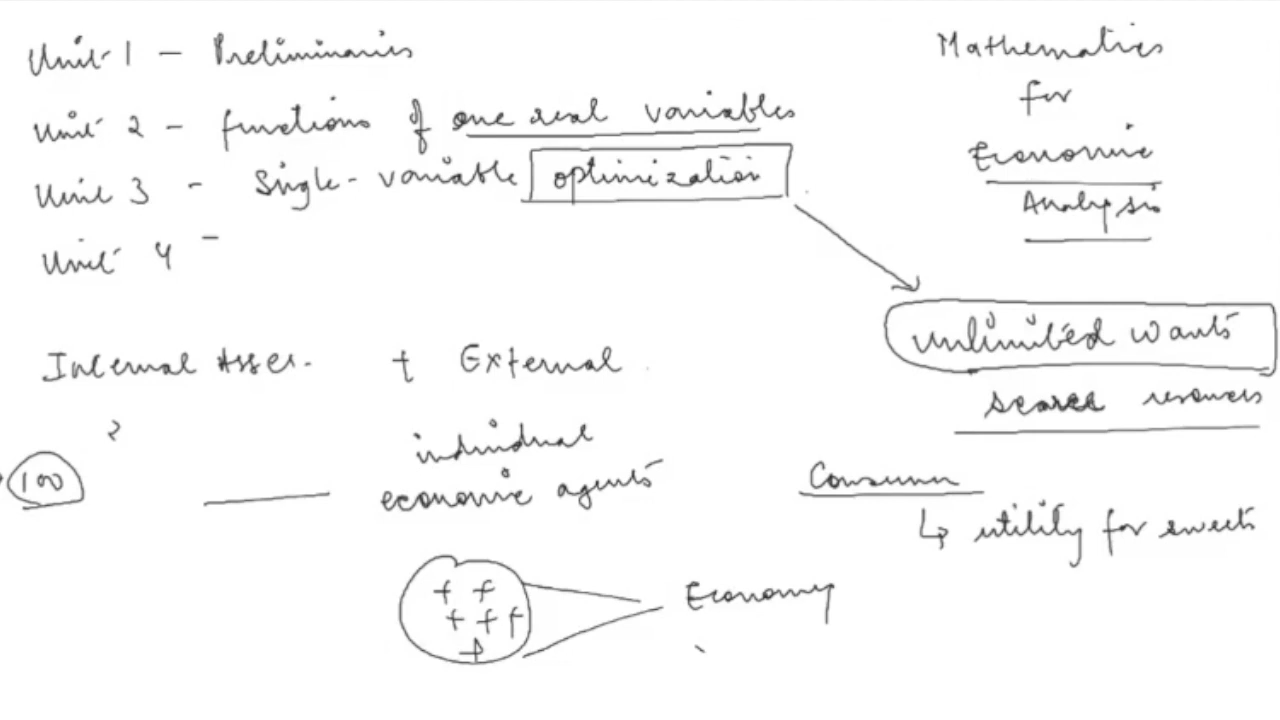 Unit 1 - Preliminaries
Unit 2 - functions of one real variables
Unit 3 - Single-variable optimization
Unit 4 -
Mathematics
for
Economic
Analysis
unlimited wants
scarce resources
Internal Asses. + External
?
100
individual
economic agents
Consumer
↳ utility for sweets
+ +
+ + +
+
Economy